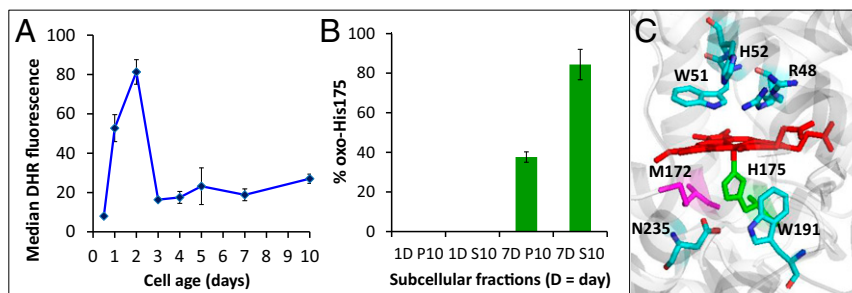 A
Median DHR fluorescence
100
80
60
40
20
0
0 1 2 3 4 5 6 7 8 9 10
Cell age (days)
B
% oxo-His175
100
80
60
40
20
0
1D P10 1D S10 7D P10 7D S10
Subcellular fractions (D = day)
C
H52
W51
R48
M172
H175
N235
W191